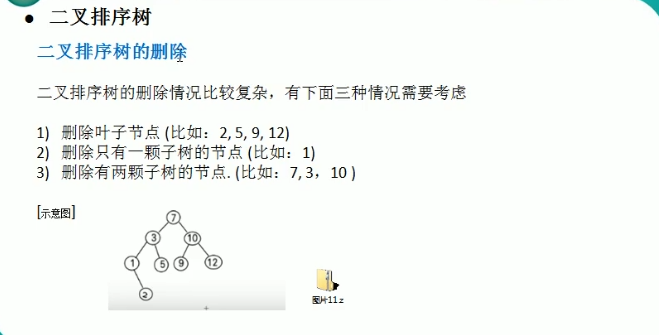 • 二叉排序树
二叉排序树的删除
二叉排序树的删除情况比较复杂，有下面三种情况需要考虑
1) 删除叶子节点 (比如：2, 5, 9, 12)
2) 删除只有一颗子树的节点 (比如：1)
3) 删除有两颗子树的节点. (比如：7, 3，10 )
[示意图]
7
3 10
1 5 9 12
2
图片11.z